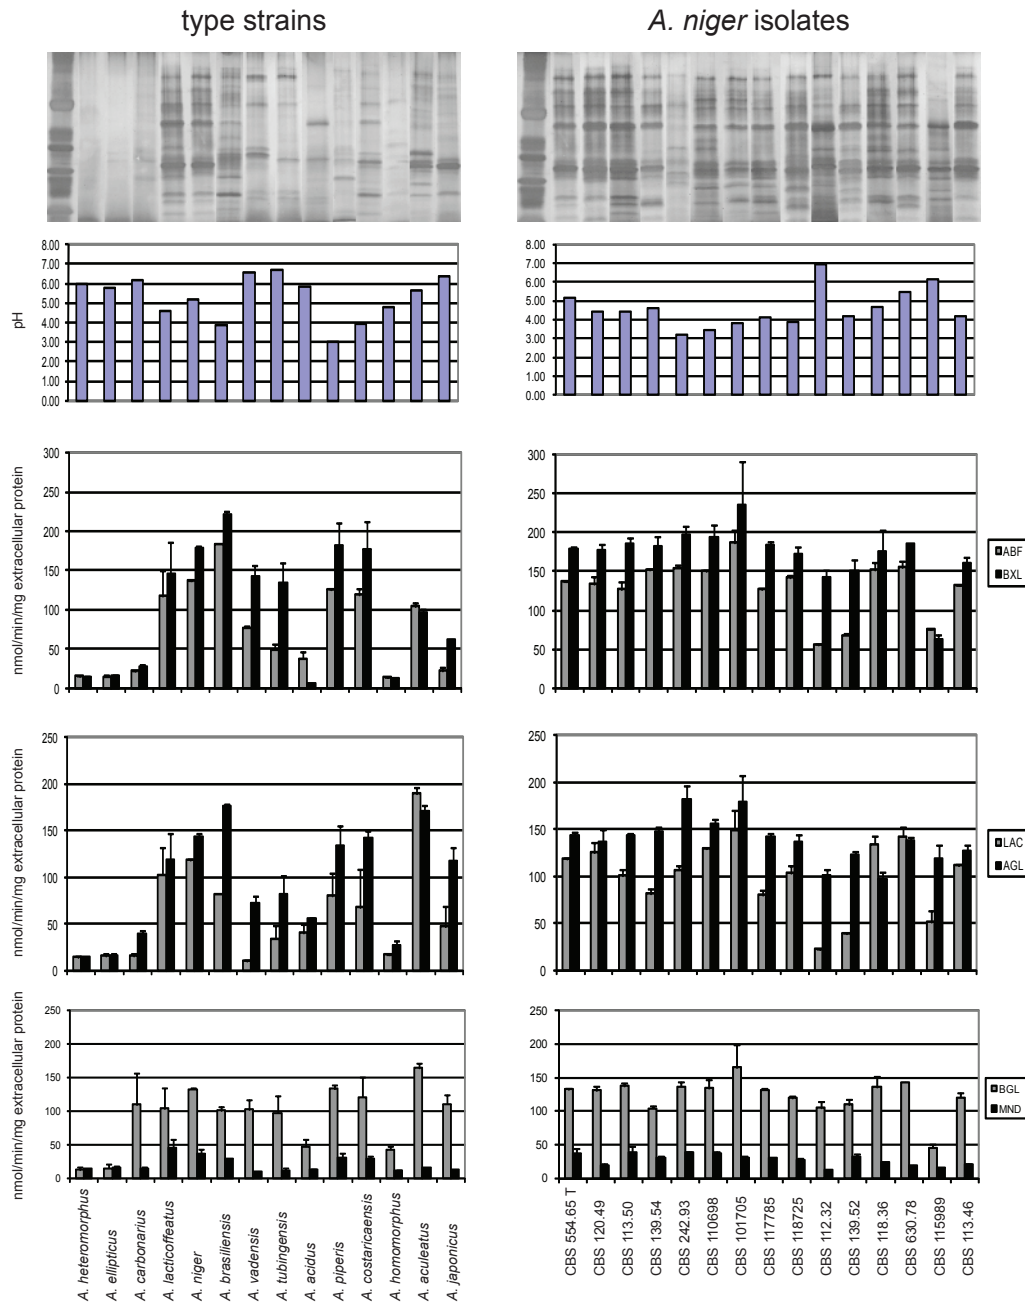 type strains
A. niger isolates
8.00
7.00
6.00
5.00
4.00
3.00
2.00
1.00
0.00
pH
8.00
7.00
6.00
5.00
4.00
3.00
2.00
1.00
0.00
300
250
200
150
100
50
0
nmol/min/mg extracellular protein
300
250
200
150
100
50
0
ABF
BXL
250
200
150
100
50
0
nmol/min/mg extracellular protein
250
200
150
100
50
0
LAC
AGL
250
200
150
100
50
0
nmol/min/mg extracellular protein
250
200
150
100
50
0
BGL
MND
A. heteromorphus
A. ellipticus
A. carbonarius
A. lacticoffeatus
A. niger
A. brasiliensis
A. vadensis
A. tubingensis
A. acidus
A. piperis
A. costaricaensis
A. homomorphus
A. aculeatus
A. japonicus
CBS 554.65 T
CBS 120.49
CBS 1113.50
CBS 139.54
CBS 242.93
CBS 1110698
CBS 101705
CBS 1117785
CBS 1118725
CBS 112.32
CBS 139.52
CBS 1118.36
CBS 630.78
CBS 1115989
CBS 1113.46